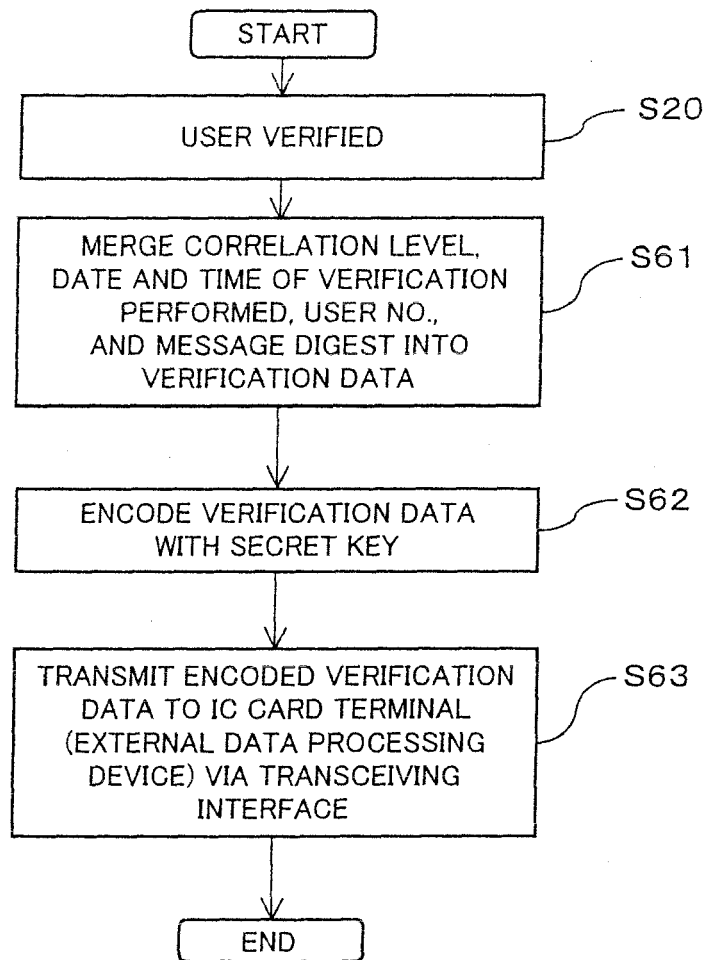 START
USER VERIFIED
S20
MERGE CORRELATION LEVEL,
DATE AND TIME OF VERIFICATION
PERFORMED, USER NO.,
AND MESSAGE DIGEST INTO
VERIFICATION DATA
S61
ENCODE VERIFICATION DATA
WITH SECRET KEY
S62
TRANSMIT ENCODED VERIFICATION
DATA TO IC CARD TERMINAL
(EXTERNAL DATA PROCESSING
DEVICE) VIA TRANSCEIVING
INTERFACE
S63
END